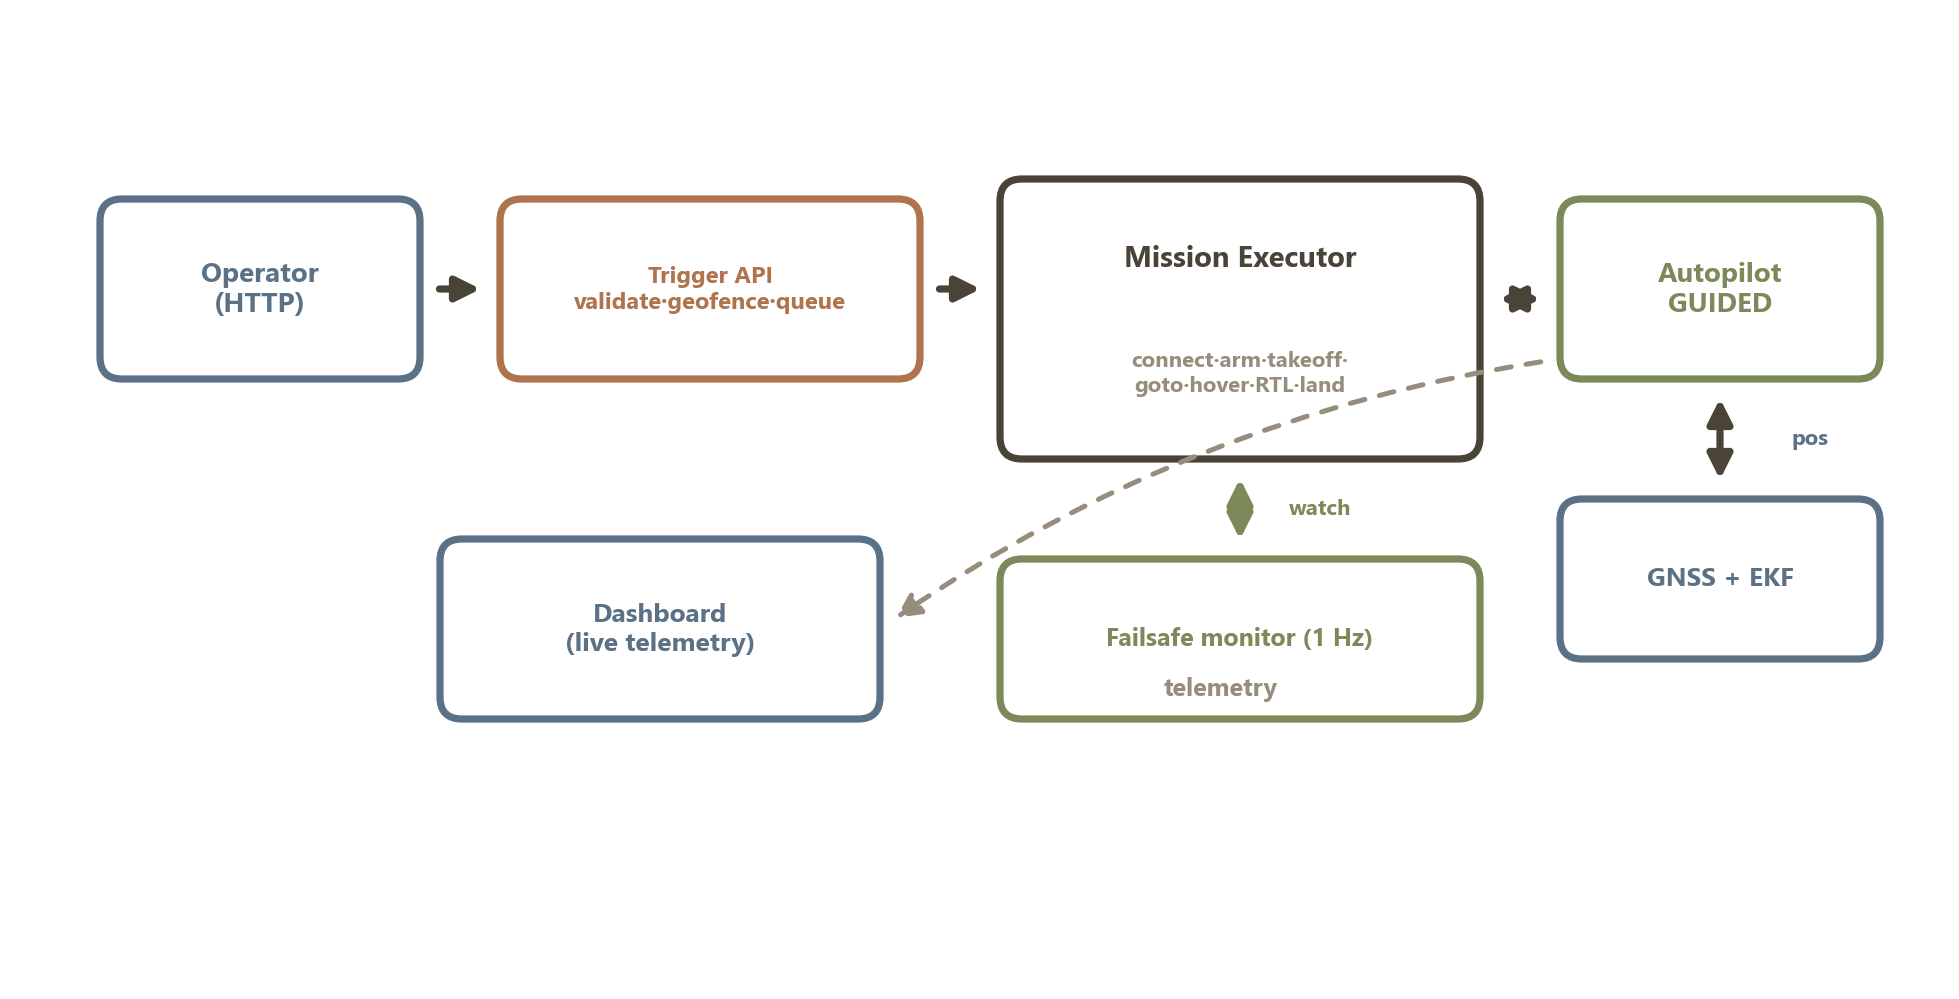 Operator
(HTTP)
Trigger API
validate·geofence·queue
Mission Executor
connect·arm·takeoff·
goto·hover·RTL·land
Autopilot
GUIDED
pos
watch
GNSS + EKF
Dashboard
(live telemetry)
Failsafe monitor (1 Hz)
telemetry